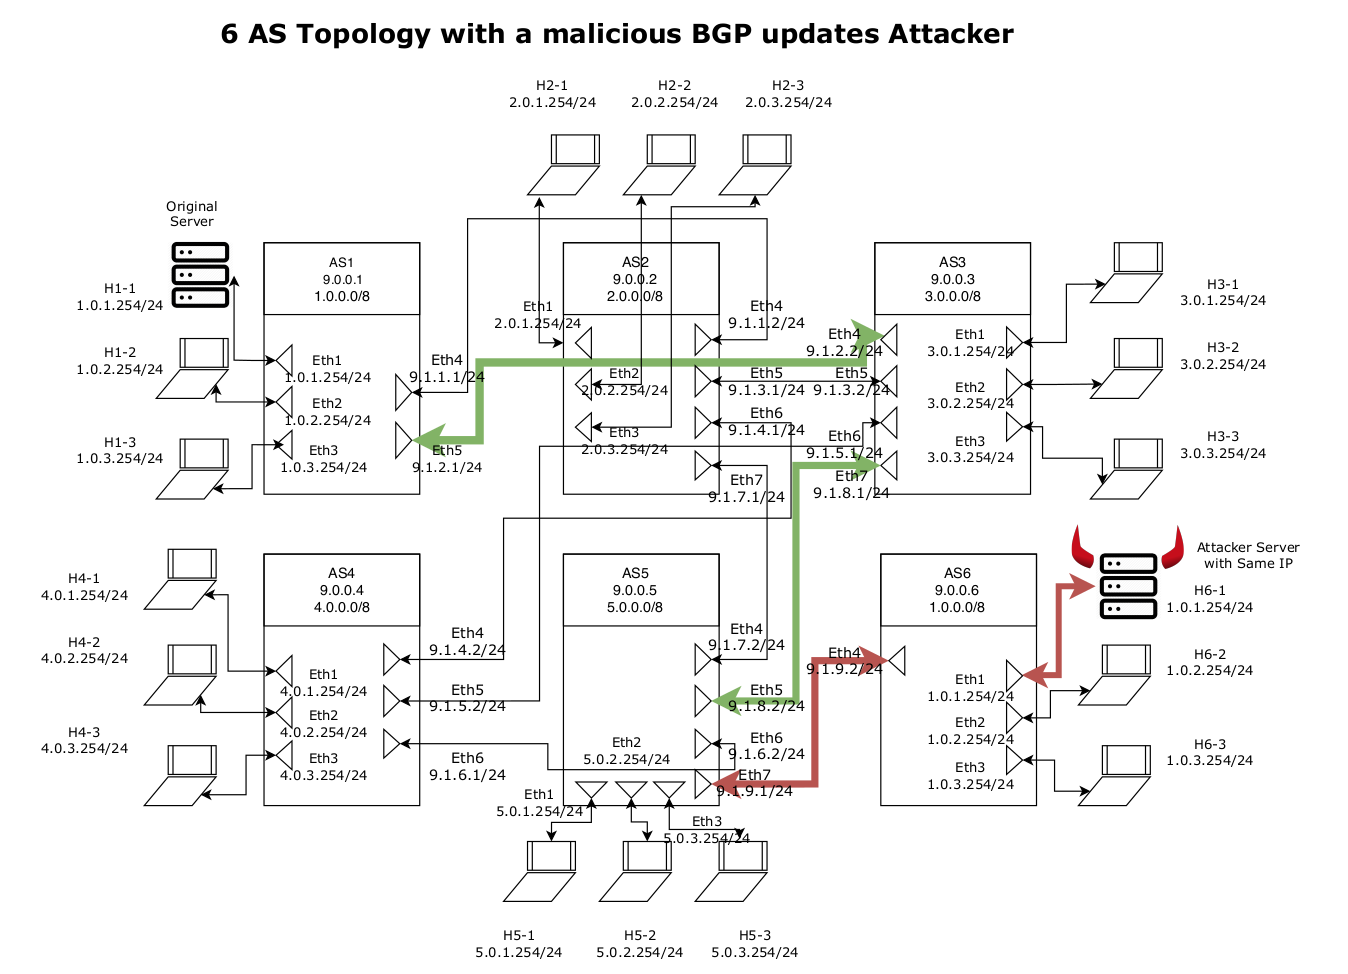 6 AS Topology with a malicious BGP updates Attacker
H2-1
2.0.1.254/24
H2-2
2.0.2.254/24
H2-3
2.0.3.254/24
Original
Server
H1-1
1.0.1.254/24
H1-2
1.0.2.254/24
H1-3
1.0.3.254/24
AS1
9.0.0.1
1.0.0.0/8
Eth1
1.0.1.254/24
Eth2
1.0.2.254/24
Eth3
1.0.3.254/24
Eth4
9.1.1.1/24
Eth5
9.1.2.1/24
AS2
9.0.0.2
2.0.0.0/8
Eth1
2.0.1.254/24
Eth2
2.0.2.254/24
Eth3
2.0.3.254/24
Eth4
9.1.1.2/24
Eth5
9.1.3.1/24
Eth6
9.1.4.1/24
Eth7
9.1.7.1/24
AS3
9.0.0.3
3.0.0.0/8
Eth4
9.1.2.2/24
Eth5
9.1.3.2/24
Eth6
9.1.5.1/24
Eth7
9.1.8.1/24
Eth1
3.0.1.254/24
Eth2
3.0.2.254/24
Eth3
3.0.3.254/24
H3-1
3.0.1.254/24
H3-2
3.0.2.254/24
H3-3
3.0.3.254/24
H4-1
4.0.1.254/24
H4-2
4.0.2.254/24
H4-3
4.0.3.254/24
AS4
9.0.0.4
4.0.0.0/8
Eth1
4.0.1.254/24
Eth2
4.0.2.254/24
Eth3
4.0.3.254/24
Eth4
9.1.4.2/24
Eth5
9.1.5.2/24
Eth6
9.1.6.1/24
AS5
9.0.0.5
5.0.0.0/8
Eth4
9.1.7.2/24
Eth5
9.1.8.2/24
Eth6
9.1.6.2/24
Eth7
9.1.9.1/24
Eth2
5.0.2.254/24
Eth1
5.0.1.254/24
Eth3
5.0.3.254/24
AS6
9.0.0.6
1.0.0.0/8
Eth4
9.1.9.2/24
Eth1
1.0.1.254/24
Eth2
1.0.2.254/24
Eth3
1.0.3.254/24
Attacker Server
with Same IP
H6-1
1.0.1.254/24
H6-2
1.0.2.254/24
H6-3
1.0.3.254/24
H5-1
5.0.1.254/24
H5-2
5.0.2.254/24
H5-3
5.0.3.254/24